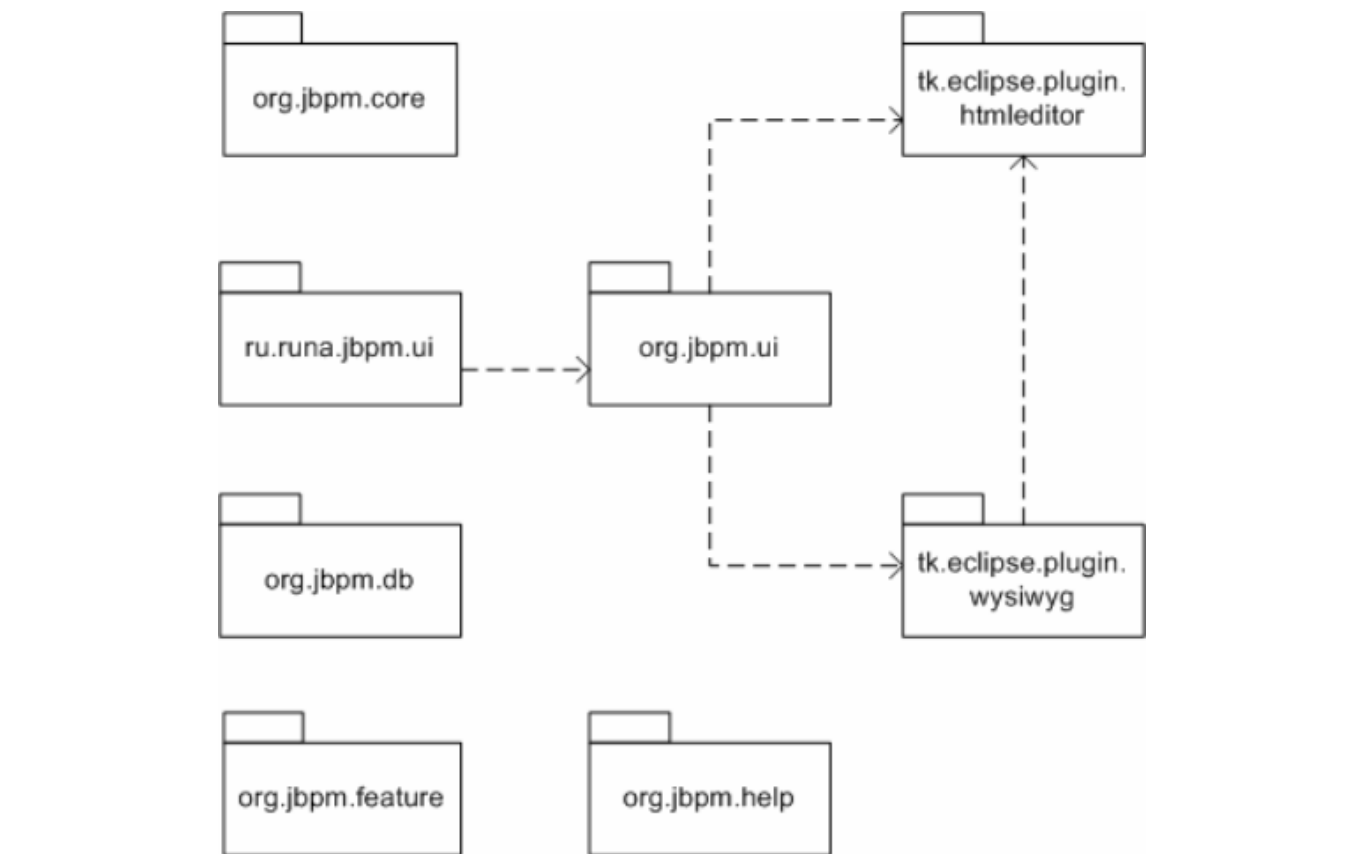 org.jbpm.core
tk.eclipse.plugin.
htmleditor
ru.runa.jbpm.ui
org.jbpm.ui
org.jbpm.db
tk.eclipse.plugin.
wysiwyg
org.jbpm.feature
org.jbpm.help